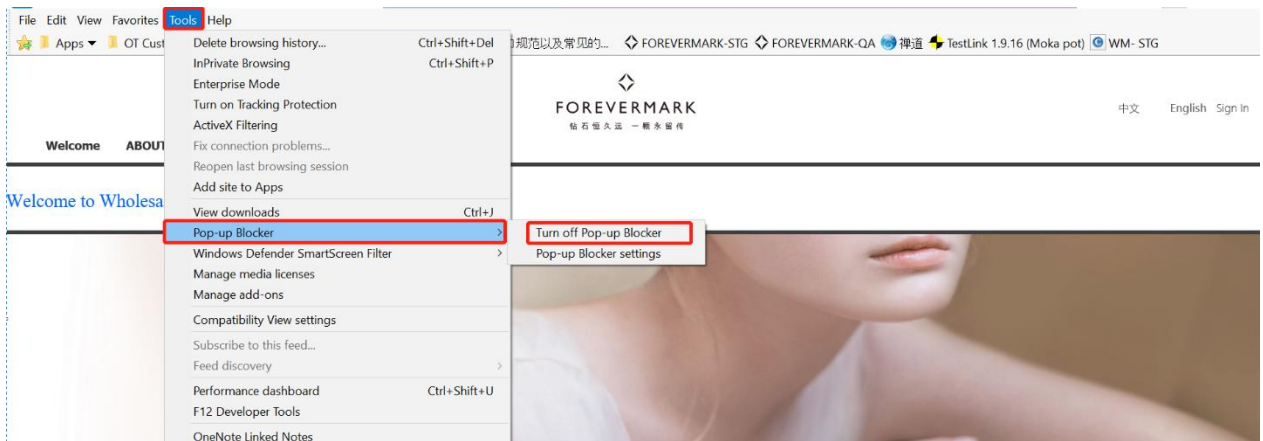 File Edit View Favorites Tools Help
Apps OT Cust 规范以及常见的... FOREVERMARK-STG FOREVERMARK-QA 禅道 TestLink 1.9.16 (Moka pot) WM- STG
Delete browsing history... Ctrl+Shift+Del
InPrivate Browsing Ctrl+Shift+P
Enterprise Mode
Turn on Tracking Protection
ActiveX Filtering
Fix connection problems...
Reopen last browsing session
Add site to Apps
View downloads Ctrl+J
Pop-up Blocker
Windows Defender SmartScreen Filter
Manage media licenses
Manage add-ons
Compatibility View settings
Subscribe to this feed...
Feed discovery
Performance dashboard Ctrl+Shift+U
F12 Developer Tools
OneNote Linked Notes
Turn off Pop-up Blocker
Pop-up Blocker settings
FOREVERMARK
钻石恒久远 一颗永留传
中文 English Sign In
Welcome ABOUT
Welcome to Wholesa